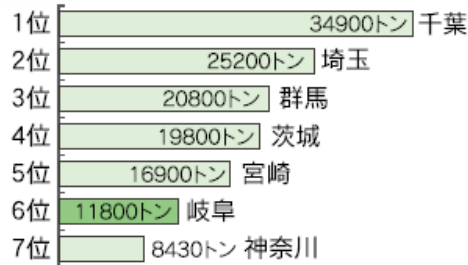 1位 34900トン 千葉
2位 25200トン 埼玉
3位 20800トン 群馬
4位 19800トン 茨城
5位 16900トン 宮崎
6位 11800トン 岐阜
7位 8430トン 神奈川